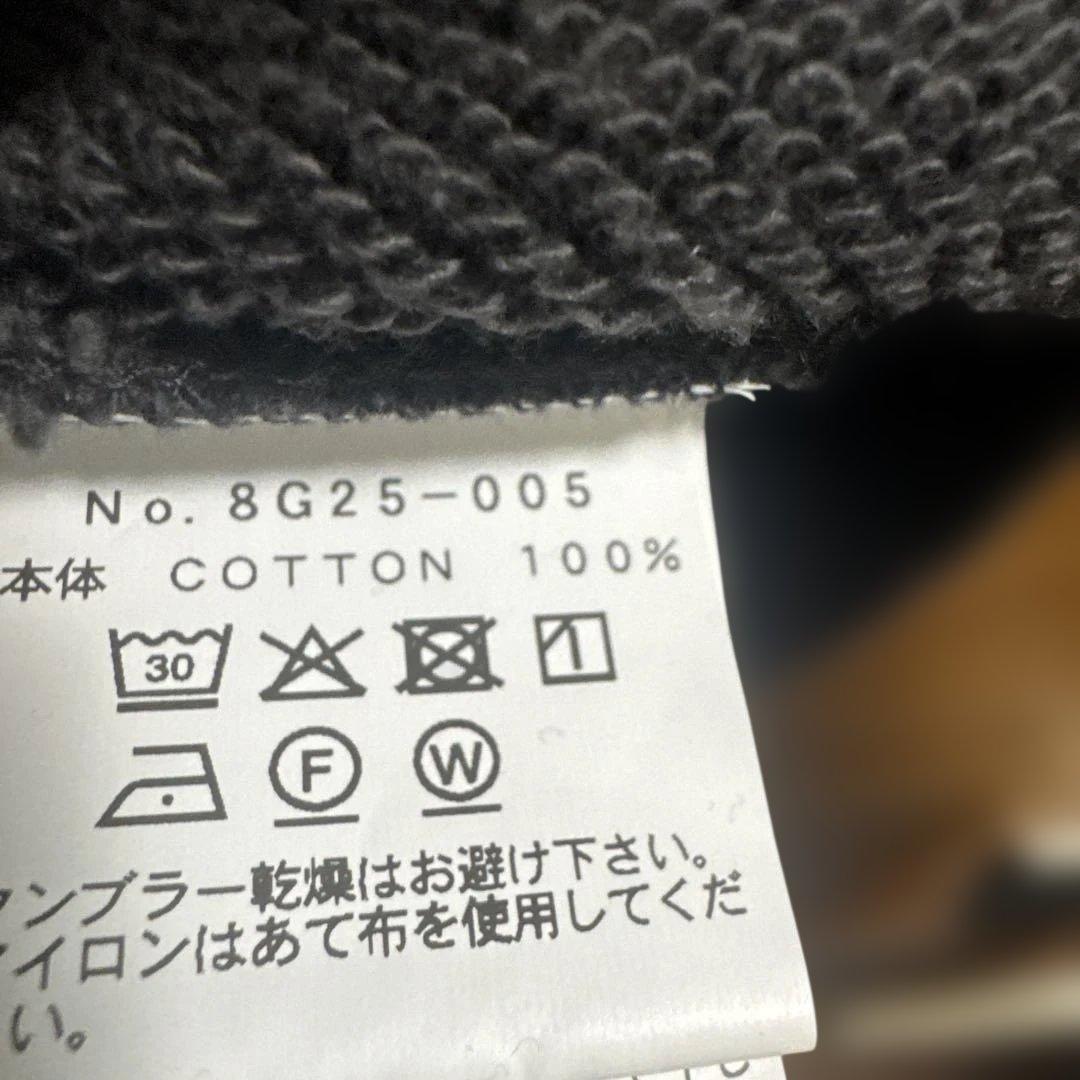 No. 8G25-005
本体 COTTON 100%
30
F W
タンブラー乾燥はお避け下さい。
アイロンはあて布を使用してくだ
い。